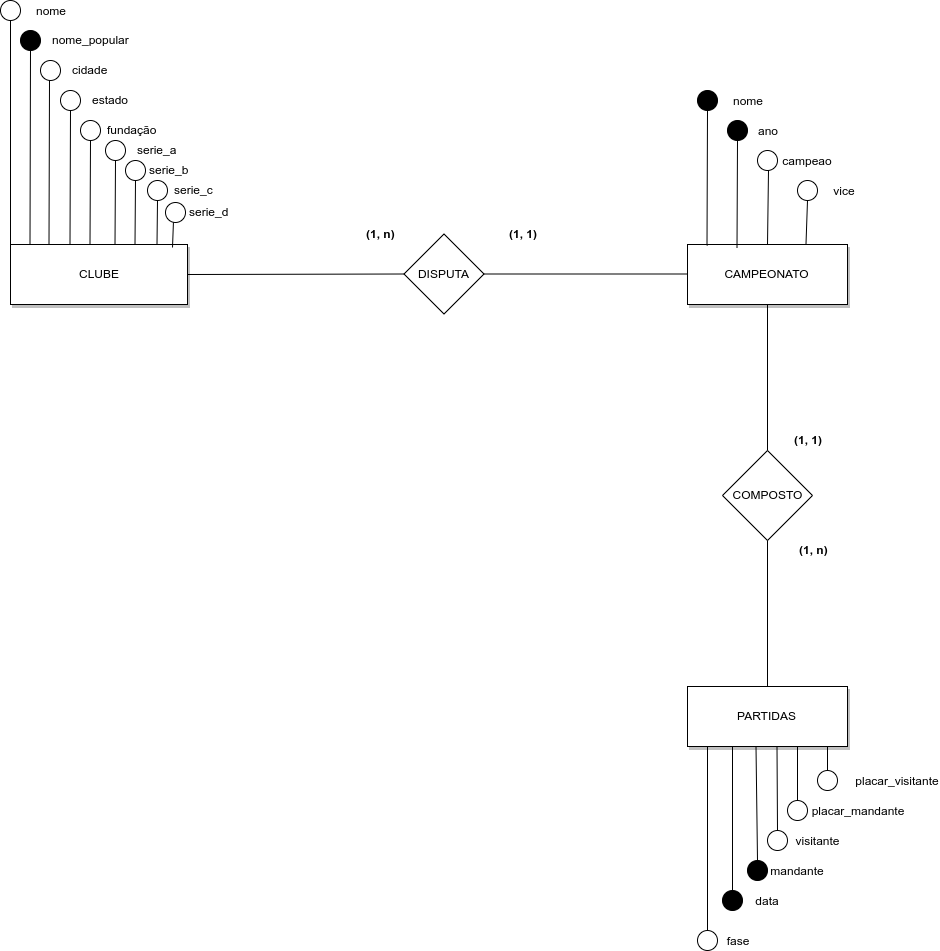 nome
nome_popular
cidade
estado
fundação
serie_a
serie_b
serie_c
serie_d
nome
ano
campeao
vice
(1, n)
(1, 1)
CLUBE
DISPUTA
CAMPEONATO
(1, 1)
COMPOSTO
(1, n)
PARTIDAS
placar_visitante
placar_mandante
visitante
mandante
data
fase